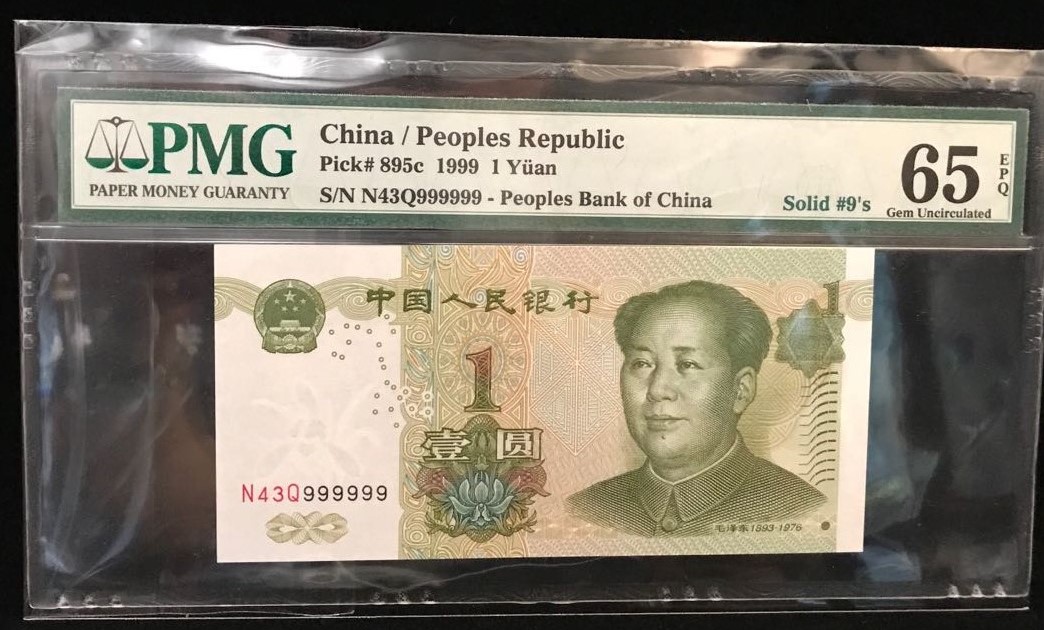 PMG
PAPER MONEY GUARANTY
China / Peoples Republic
Pick# 895c 1999 1 Yüan
S/N N43Q999999 - Peoples Bank of China
Solid #9's
65
EPQ
Gem Uncirculated
中国人民银行
1
1
壹圆
N43Q999999
毛泽东1893-1976